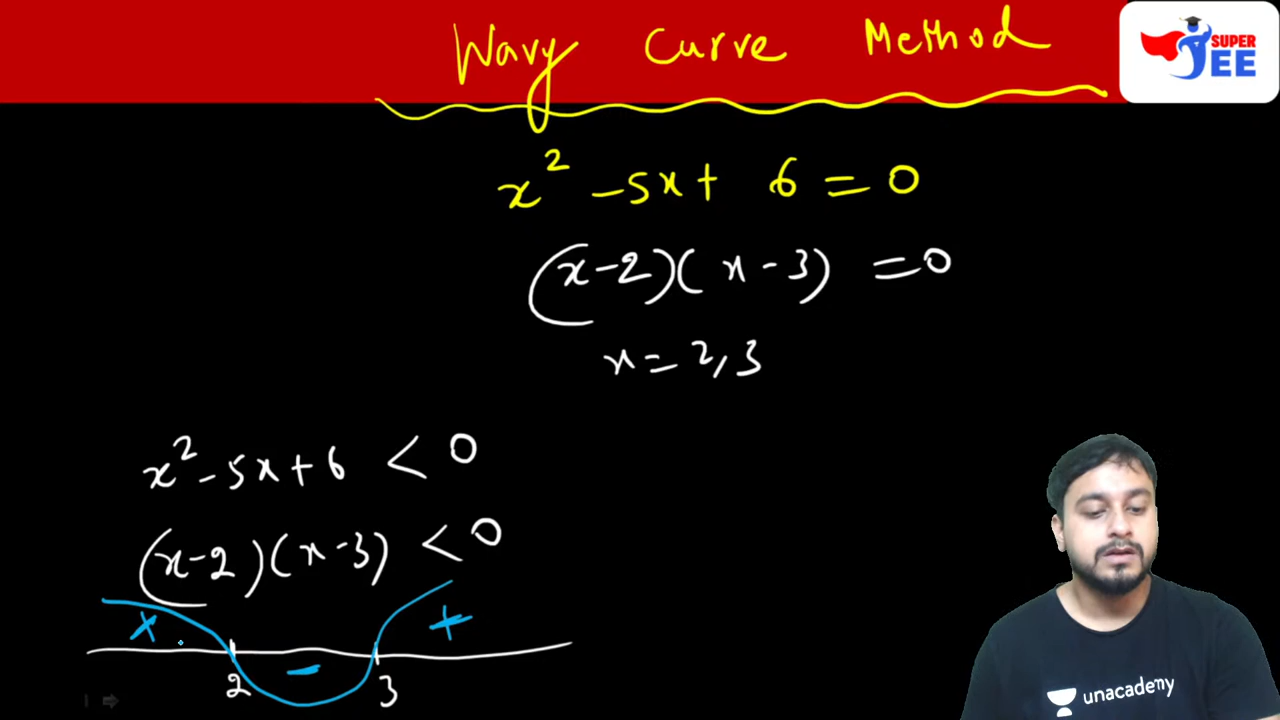 Wavy Curve Method
SUPER
JEE
x² - 5x + 6 = 0
(x-2)(x-3) = 0
x = 2, 3
x² - 5x + 6 < 0
(x-2)(x-3) < 0
+ - +
2 3
unacademy